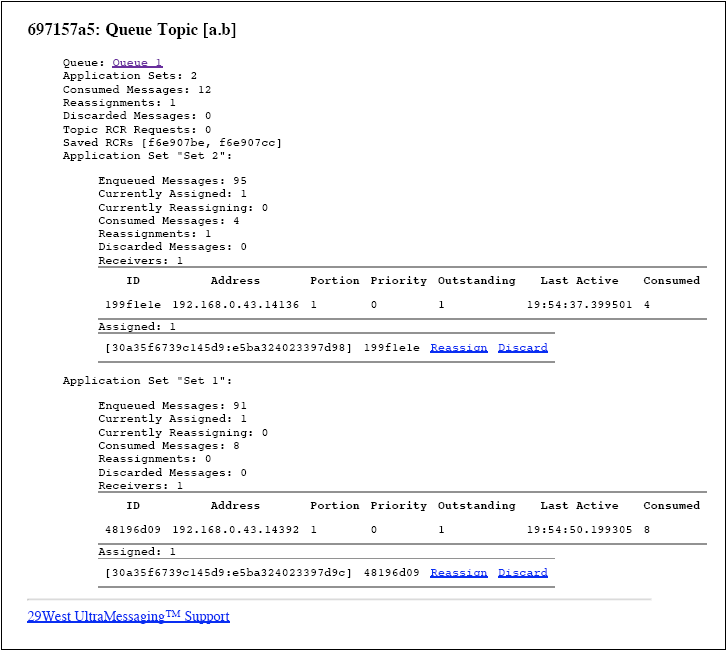 697157a5: Queue Topic [a.b]
Queue: Queue 1
Application Sets: 2
Consumed Messages: 12
Reassignments: 1
Discarded Messages: 0
Topic RCR Requests: 0
Saved RCRs [f6e907be, f6e907cc]
Application Set "Set 2":
Enqueued Messages: 95
Currently Assigned: 1
Currently Reassigning: 0
Consumed Messages: 4
Reassignments: 1
Discarded Messages: 0
Receivers: 1
ID Address Portion Priority Outstanding Last Active Consumed
199f1e1e 192.168.0.43.14136 1 0 1 19:54:37.399501 4
Assigned: 1
[30a35f6739c145d9:e5ba324023397d98] 199f1e1e Reassign Discard
Application Set "Set 1":
Enqueued Messages: 91
Currently Assigned: 1
Currently Reassigning: 0
Consumed Messages: 8
Reassignments: 0
Discarded Messages: 0
Receivers: 1
ID Address Portion Priority Outstanding Last Active Consumed
48196d09 192.168.0.43.14392 1 0 1 19:54:50.199305 8
Assigned: 1
[30a35f6739c145d9:e5ba324023397d9c] 48196d09 Reassign Discard
29West UltraMessaging™ Support